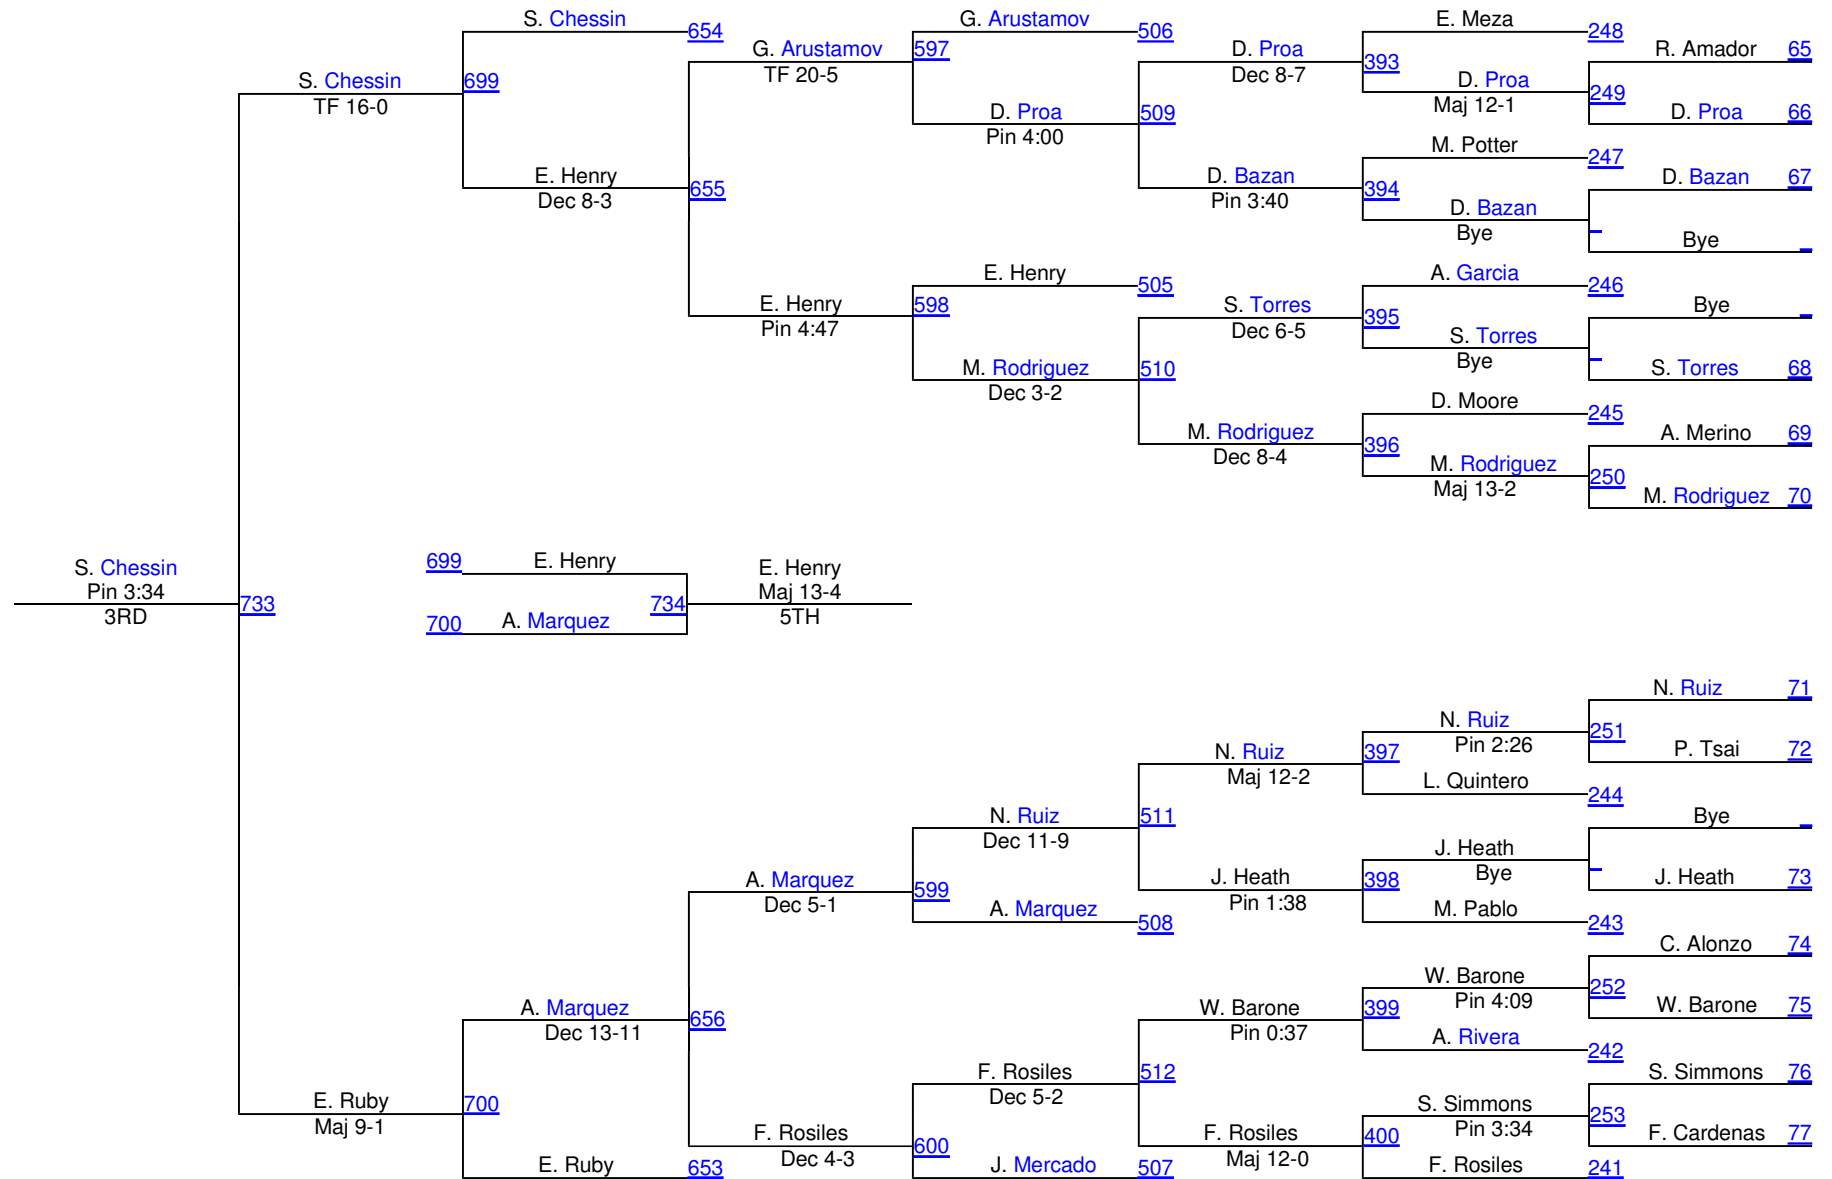 S. Chessin
654
G. Arustamov
506
E. Meza
248
R. Amador
65
G. Arustamov
TF 20-5
597
D. Proa
Dec 8-7
393
D. Proa
Maj 12-1
249
D. Proa
66
S. Chessin
TF 16-0
699
D. Proa
Pin 4:00
509
M. Potter
247
D. Bazan
67
E. Henry
Dec 8-3
655
D. Bazan
Pin 3:40
394
D. Bazan
Bye
Bye
E. Henry
505
A. Garcia
246
Bye
E. Henry
Pin 4:47
598
S. Torres
Dec 6-5
395
S. Torres
Bye
S. Torres
68
M. Rodriguez
Dec 3-2
510
D. Moore
245
A. Merino
69
M. Rodriguez
Dec 8-4
396
M. Rodriguez
Maj 13-2
250
M. Rodriguez
70
S. Chessin
Pin 3:34
3RD
733
699
E. Henry
700
A. Marquez
734
E. Henry
Maj 13-4
5TH
N. Ruiz
71
N. Ruiz
Pin 2:26
251
P. Tsai
72
N. Ruiz
Maj 12-2
397
L. Quintero
244
N. Ruiz
Dec 11-9
511
Bye
J. Heath
Bye
J. Heath
73
J. Heath
Pin 1:38
398
M. Pablo
243
A. Marquez
Dec 5-1
599
A. Marquez
508
C. Alonzo
74
W. Barone
Pin 4:09
252
W. Barone
75
A. Marquez
Dec 13-11
656
W. Barone
Pin 0:37
399
A. Rivera
242
F. Rosiles
Dec 5-2
512
S. Simmons
76
S. Simmons
Pin 3:34
253
F. Cardenas
77
E. Ruby
Maj 9-1
700
F. Rosiles
Dec 4-3
600
F. Rosiles
Maj 12-0
400
E. Ruby
653
J. Mercado
507
F. Rosiles
241